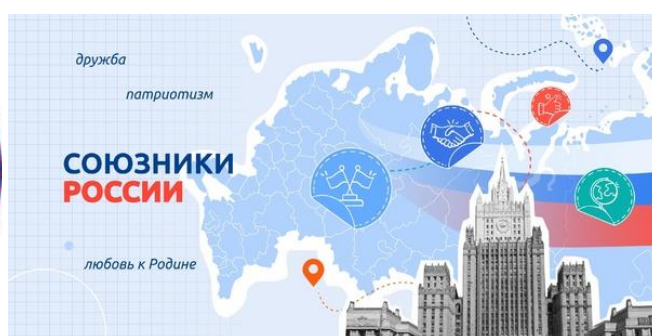 дружба
патриотизм
СОЮЗНИКИ
РОССИИ
любовь к Родине